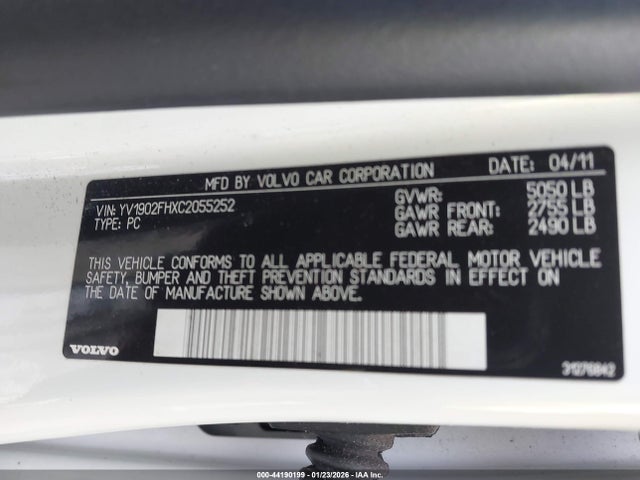 MFD BY VOLVO CAR CORPORATION DATE: 04/11
VIN: YV1902FHXC2055252 GVWR: 5050 LB
TYPE: PC GAWR FRONT: 2755 LB
GAWR REAR: 2490 LB
THIS VEHICLE CONFORMS TO ALL APPLICABLE FEDERAL MOTOR VEHICLE
SAFETY, BUMPER AND THEFT PREVENTION STANDARDS IN EFFECT ON
THE DATE OF MANUFACTURE SHOWN ABOVE.
VOLVO 31276842
000-44190199 - 01/23/2026 - IAA Inc.